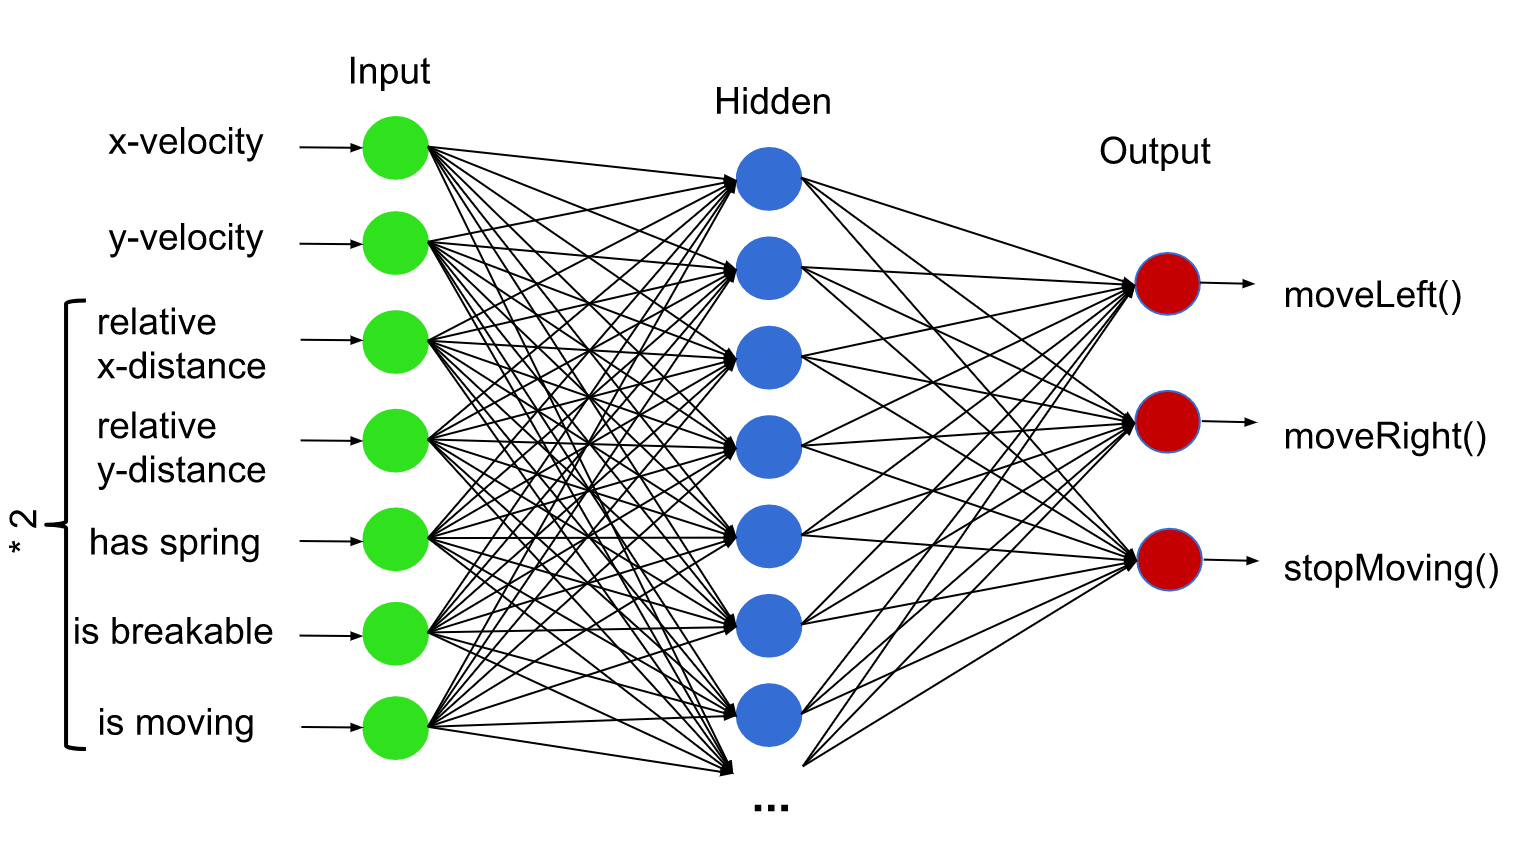 Input
Hidden
Output
x-velocity
y-velocity
relative
x-distance
relative
y-distance
has spring
is breakable
is moving
* 2
moveLeft()
moveRight()
stopMoving()
...